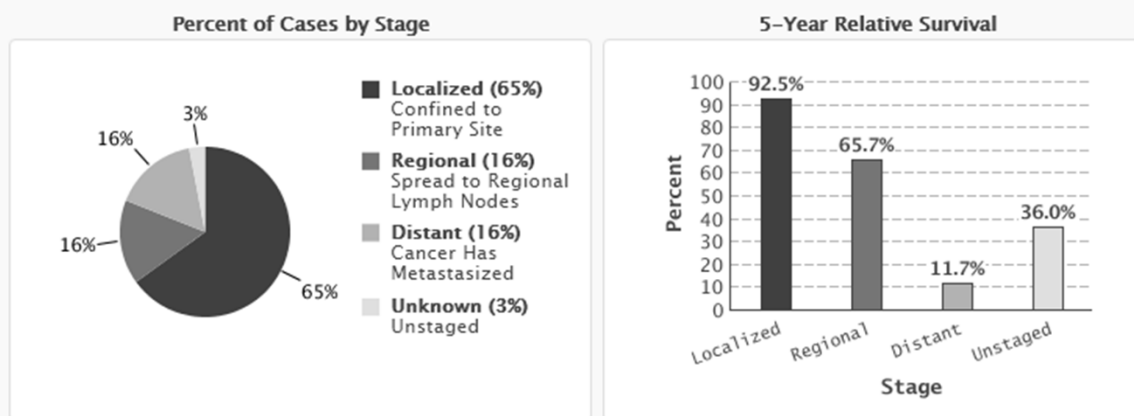 Percent of Cases by Stage
3%
16%
16%
65%
Localized (65%)
Confined to
Primary Site
Regional (16%)
Spread to Regional
Lymph Nodes
Distant (16%)
Cancer Has
Metastasized
Unknown (3%)
Unstaged
5-Year Relative Survival
Percent
100
90
80
70
60
50
40
30
20
10
0
92.5%
65.7%
11.7%
36.0%
Localized
Regional
Distant
Unstaged
Stage